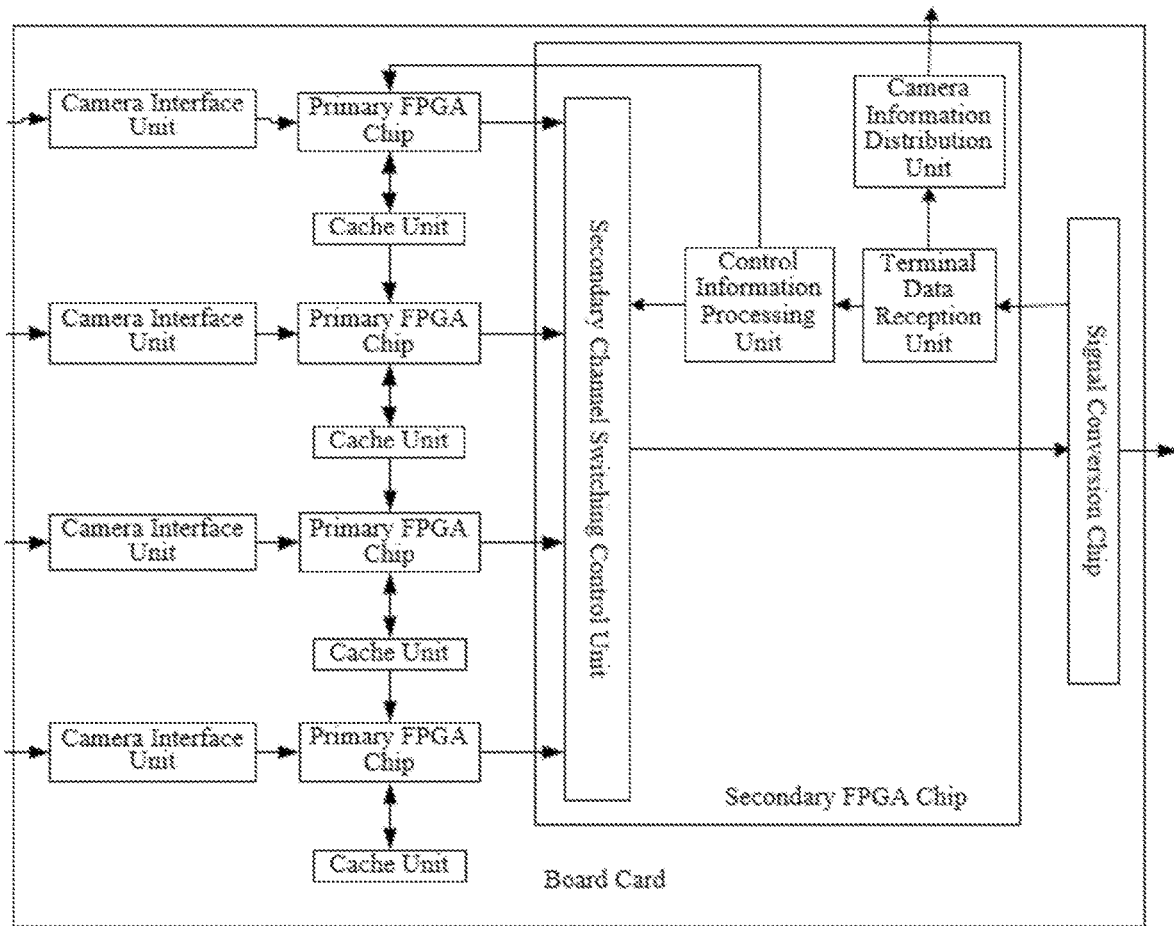 Camera Interface
Unit
Primary FPGA
Chip
Camera
Information
Distribution
Unit
Cache Unit
Control
Information
Processing
Unit
Terminal
Data
Reception
Unit
Camera Interface
Unit
Primary FPGA
Chip
Secondary Channel Switching Control Unit
Signal Conversion Chip
Cache Unit
Camera Interface
Unit
Primary FPGA
Chip
Cache Unit
Camera Interface
Unit
Primary FPGA
Chip
Secondary FPGA Chip
Cache Unit
Board Card